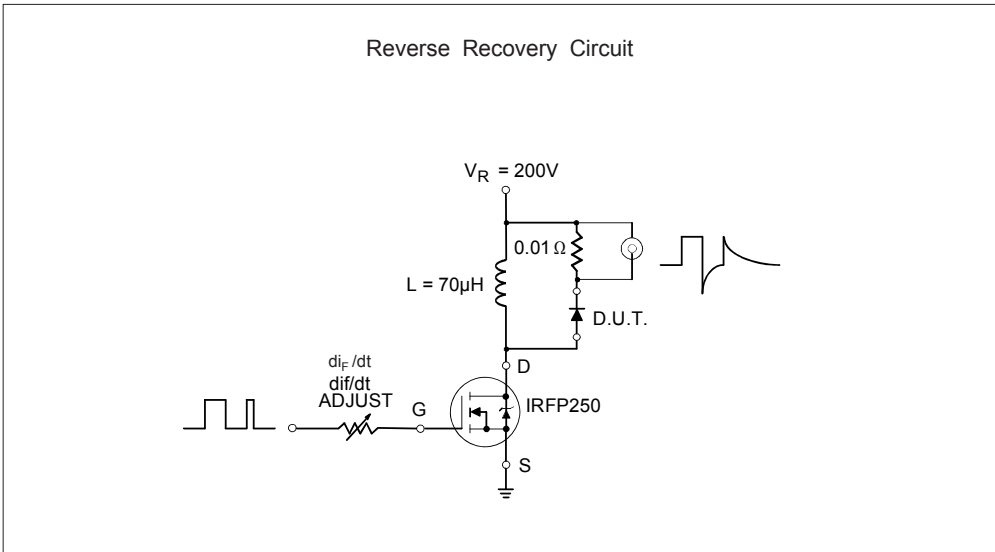 Reverse Recovery Circuit
V_R = 200V
0.01 Ω
L = 70µH
D.U.T.
di_F /dt
dif/dt
ADJUST
G
D
IRFP250
S